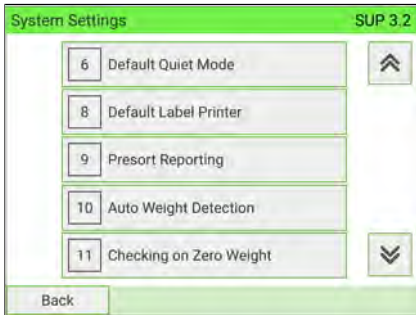 System Settings SUP 3.2
6 Default Quiet Mode
8 Default Label Printer
9 Presort Reporting
10 Auto Weight Detection
11 Checking on Zero Weight
Back